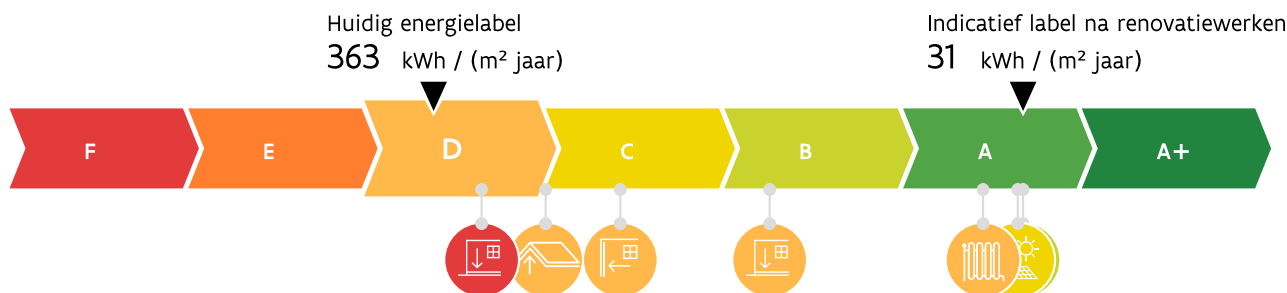 Huidig energielabel
363 kWh / (m² jaar)
Indicatief label na renovatiewerken
31 kWh / (m² jaar)
F E D C B A A+